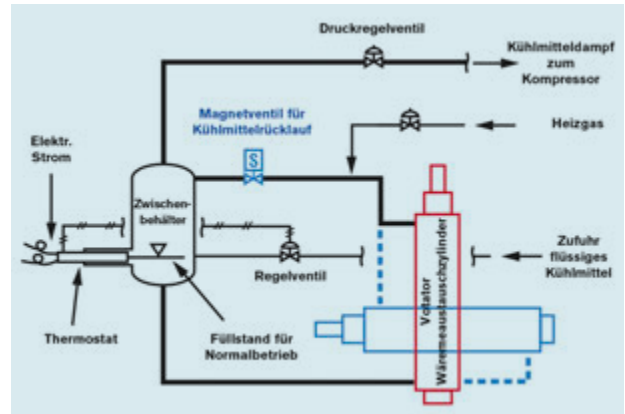 Druckregelventil
Kühlmitteldampf
zum
Kompressor
Magnetventil für
Kühlmittelrücklauf
Heizgas
Elektr.
Strom
S
Zwischen-
behälter
Zufuhr
flüssiges
Kühlmittel
Regelventil
Votator
Wäremeaustauschzylinder
Thermostat
Füllstand für
Normalbetrieb